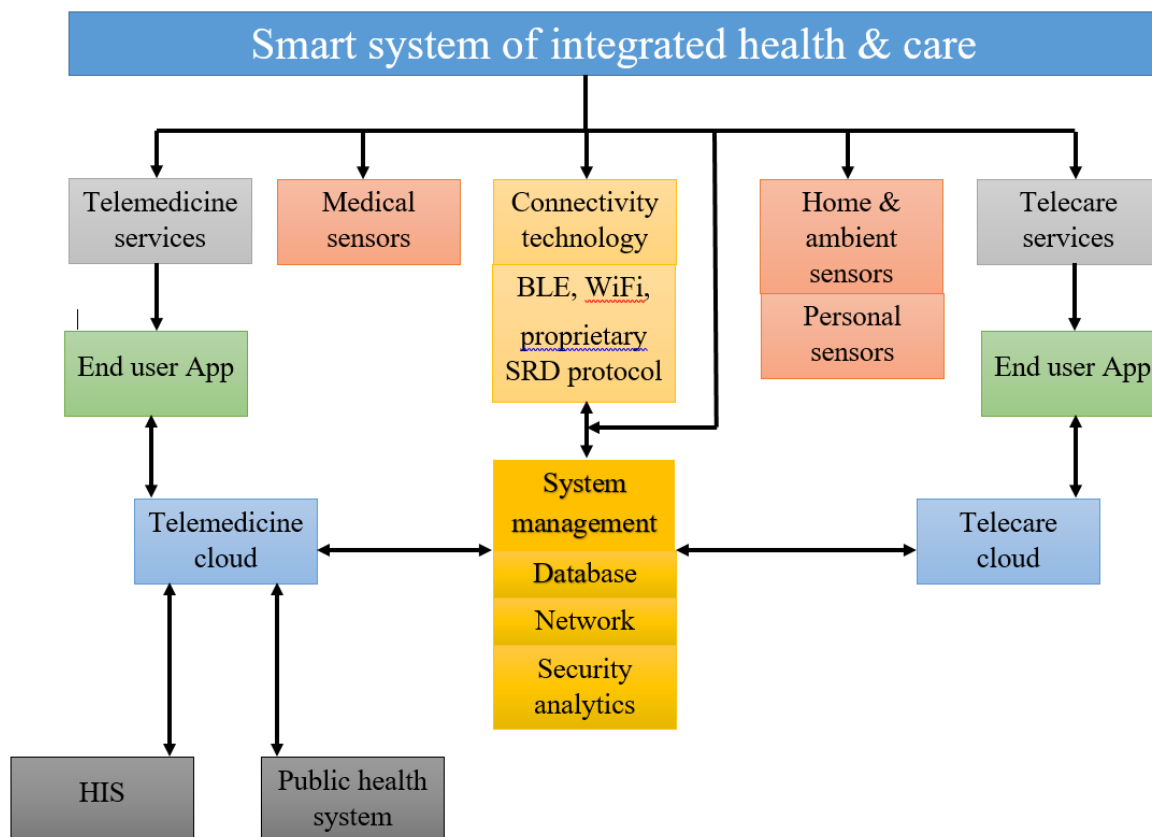 Smart system of integrated health & care
Telemedicine
services
Medical
sensors
Connectivity
technology
BLE, WiFi,
proprietary
SRD protocol
Home &
ambient
sensors
Personal
sensors
Telecare
services
End user App
End user App
Telemedicine
cloud
System
management
Database
Network
Security
analytics
Telecare
cloud
HIS
Public health
system